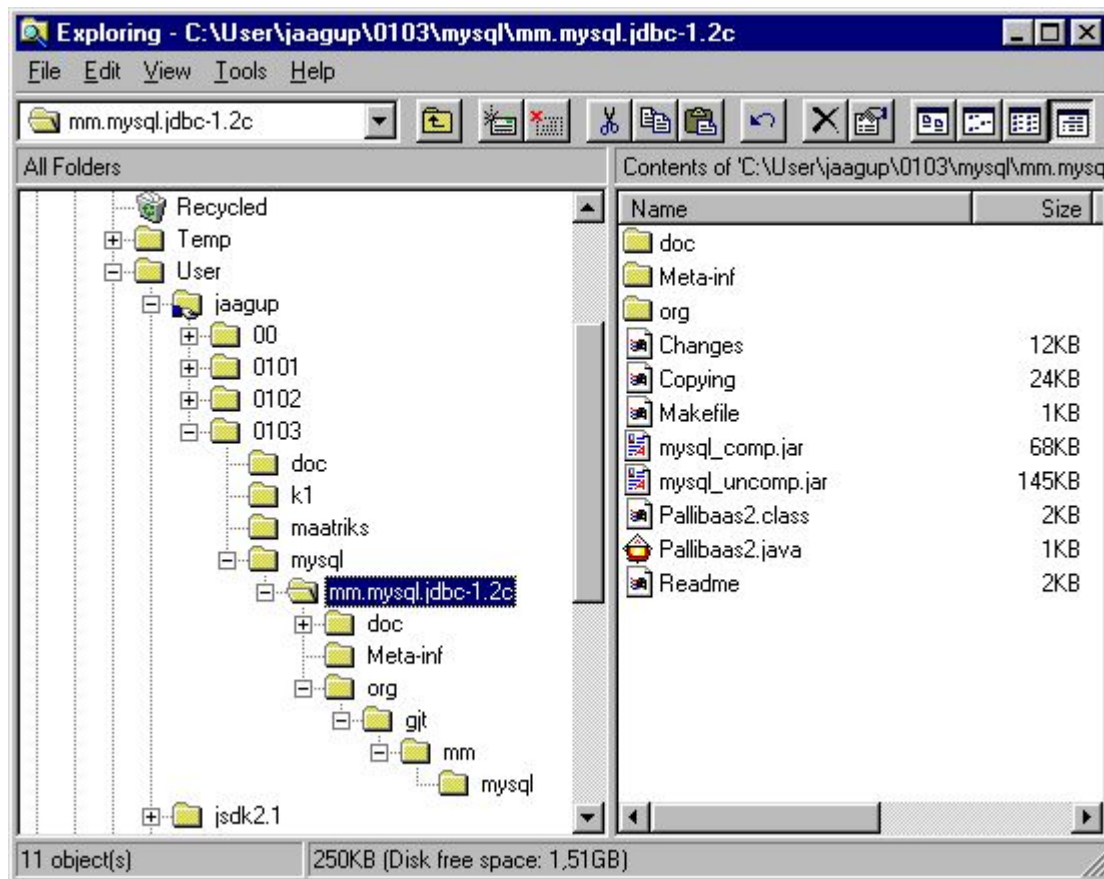 Exploring - C:\User\jaagup\0103\mysql\mm.mysql.jdbc-1.2c
File Edit View Tools Help
mm.mysql.jdbc-1.2c
All Folders
Contents of 'C:\User\jaagup\0103\mysql\mm.mysq
Recycled
Temp
User
jaagup
00
0101
0102
0103
doc
k1
maatriks
mysql
mm.mysql.jdbc-1.2c
doc
Meta-inf
org
gjt
mm
mysql
jsdk2.1
Name Size
doc
Meta-inf
org
Changes 12KB
Copying 24KB
Makefile 1KB
mysql_comp.jar 68KB
mysql_uncomp.jar 145KB
Pallibaas2.class 2KB
Pallibaas2.java 1KB
Readme 2KB
11 object(s) 250KB (Disk free space: 1,51GB)